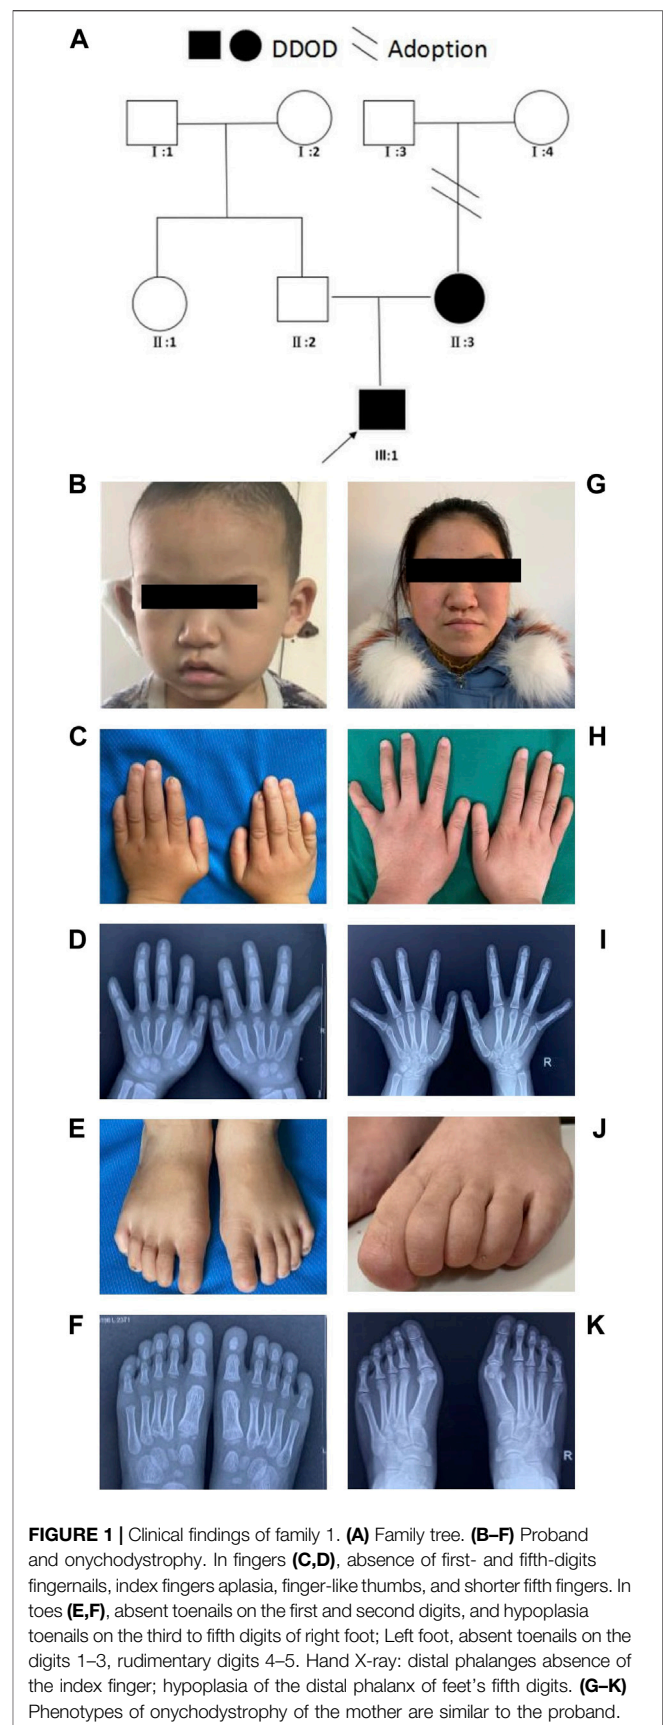 A
DDOD
Adoption
Ⅰ:1
Ⅰ:2
Ⅰ:3
Ⅰ:4
Ⅱ:1
Ⅱ:2
Ⅱ:3
Ⅲ:1
B
G
C
H
D
I
R
E
J
F
K
R
FIGURE 1 | Clinical findings of family 1. (A) Family tree. (B–F) Proband
and onychodystrophy. In fingers (C,D), absence of first- and fifth-digits
fingernails, index fingers aplasia, finger-like thumbs, and shorter fifth fingers. In
toes (E,F), absent toenails on the first and second digits, and hypoplasia
toenails on the third to fifth digits of right foot; Left foot, absent toenails on the
digits 1–3, rudimentary digits 4–5. Hand X-ray: distal phalanges absence of
the index finger; hypoplasia of the distal phalanx of feet's fifth digits. (G–K)
Phenotypes of onychodystrophy of the mother are similar to the proband.